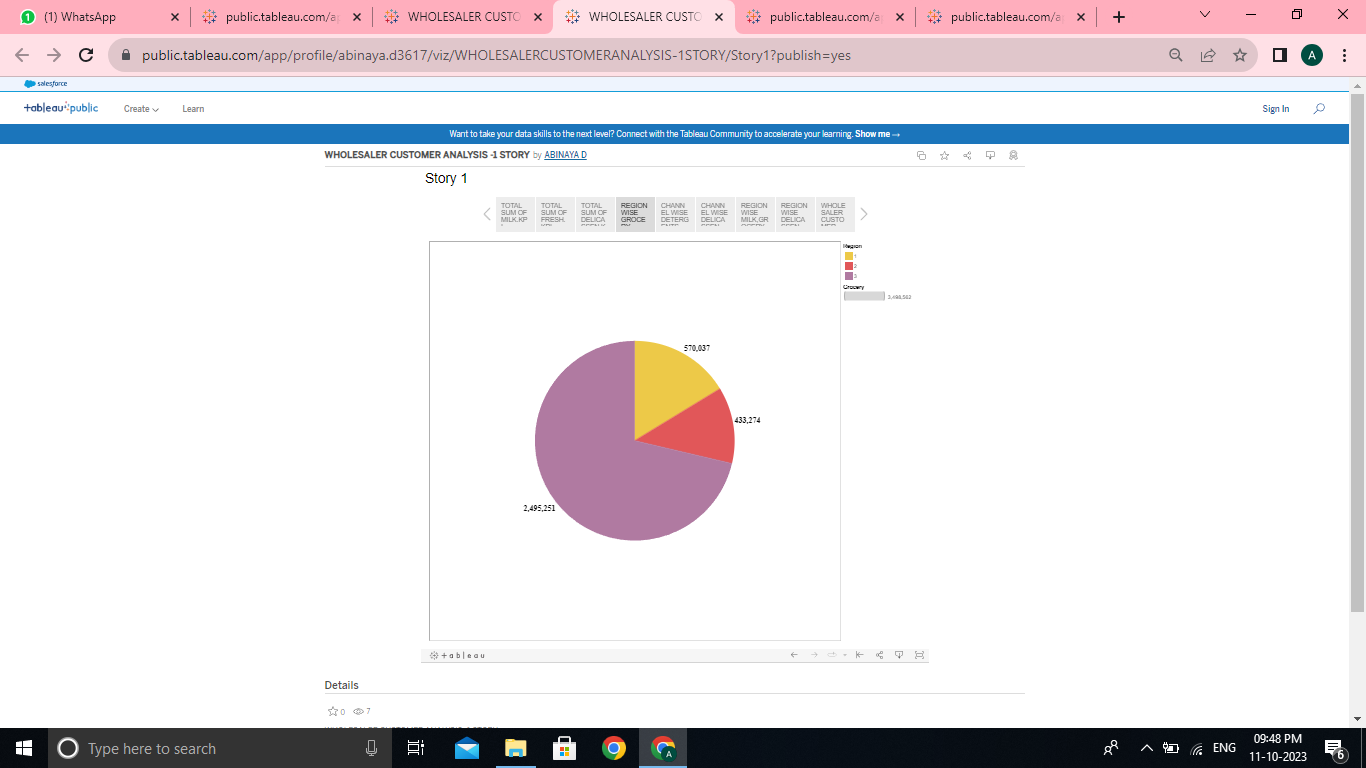 (1) WhatsApp
public.tableau.com/ap
WHOLESALER CUSTO
WHOLESALER CUSTO
public.tableau.com/a
public.tableau.com/a
public.tableau.com/app/profile/abinaya.d3617/viz/WHOLESALERCUSTOMERANALYSIS-1STORY/Story1?publish=yes
A
salesforce
+ableau+public
Create
Learn
Sign In
Want to take your data skills to the next level? Connect with the Tableau Community to accelerate your learning. Show me →
WHOLESALER CUSTOMER ANALYSIS -1 STORY by ABINAYA D
Story 1
TOTAL
SUM OF
MILK.KP
TOTAL
SUM OF
FRESH.
TOTAL
SUM OF
DELICA
REGION
WISE
GROCE
CHANN
EL WISE
DETERG
CHANN
EL WISE
DELICA
REGION
WISE
MILK,GR
REGION
WISE
DELICA
WHOLE
SALER
CUSTO
Region
1
2
3
Grocery
3,498,562
570,037
433,274
2,495,251
+ableau
Details
0
7
Type here to search
A
ENG
09:48 PM
11-10-2023
6